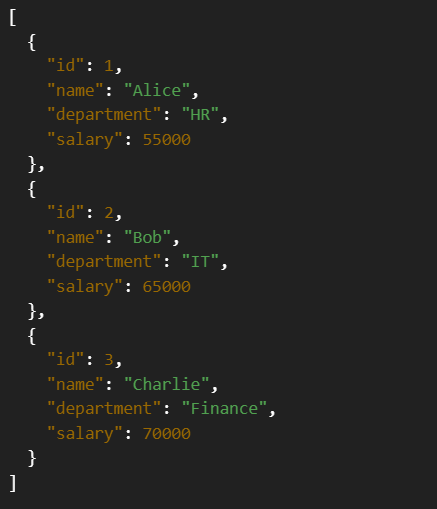 [
  {
    "id": 1,
    "name": "Alice",
    "department": "HR",
    "salary": 55000
  },
  {
    "id": 2,
    "name": "Bob",
    "department": "IT",
    "salary": 65000
  },
  {
    "id": 3,
    "name": "Charlie",
    "department": "Finance",
    "salary": 70000
  }
]